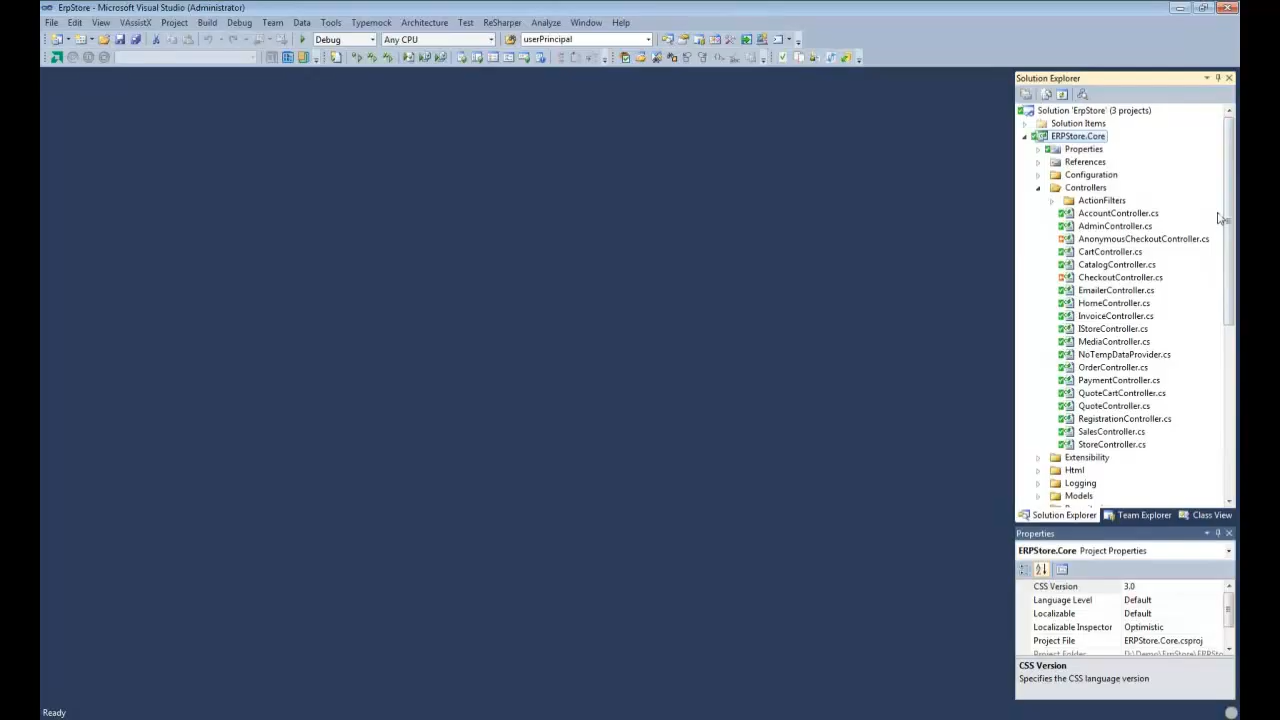 ErpStore - Microsoft Visual Studio (Administrator)
File Edit View VAssistX Project Build Debug Team Data Tools Typemock Architecture Test ReSharper Analyze Window Help
Debug Any CPU userPrincipal
Solution Explorer
Solution 'ErpStore' (3 projects)
Solution Items
ERPStore.Core
Properties
References
Configuration
Controllers
ActionFilters
AccountController.cs
AdminController.cs
AnonymousCheckoutController.cs
CartController.cs
CatalogController.cs
CheckoutController.cs
EmailerController.cs
HomeController.cs
InvoiceController.cs
IStoreController.cs
MediaController.cs
NoTempDataProvider.cs
OrderController.cs
PaymentController.cs
QuoteCartController.cs
QuoteController.cs
RegistrationController.cs
SalesController.cs
StoreController.cs
Extensibility
Html
Logging
Models
Solution Explorer Team Explorer Class View
Properties
ERPStore.Core Project Properties
CSS Version 3.0
Language Level Default
Localizable Default
Localizable Inspector Optimistic
Project File ERPStore.Core.csproj
Project Folder
CSS Version
Specifies the CSS language version
Ready